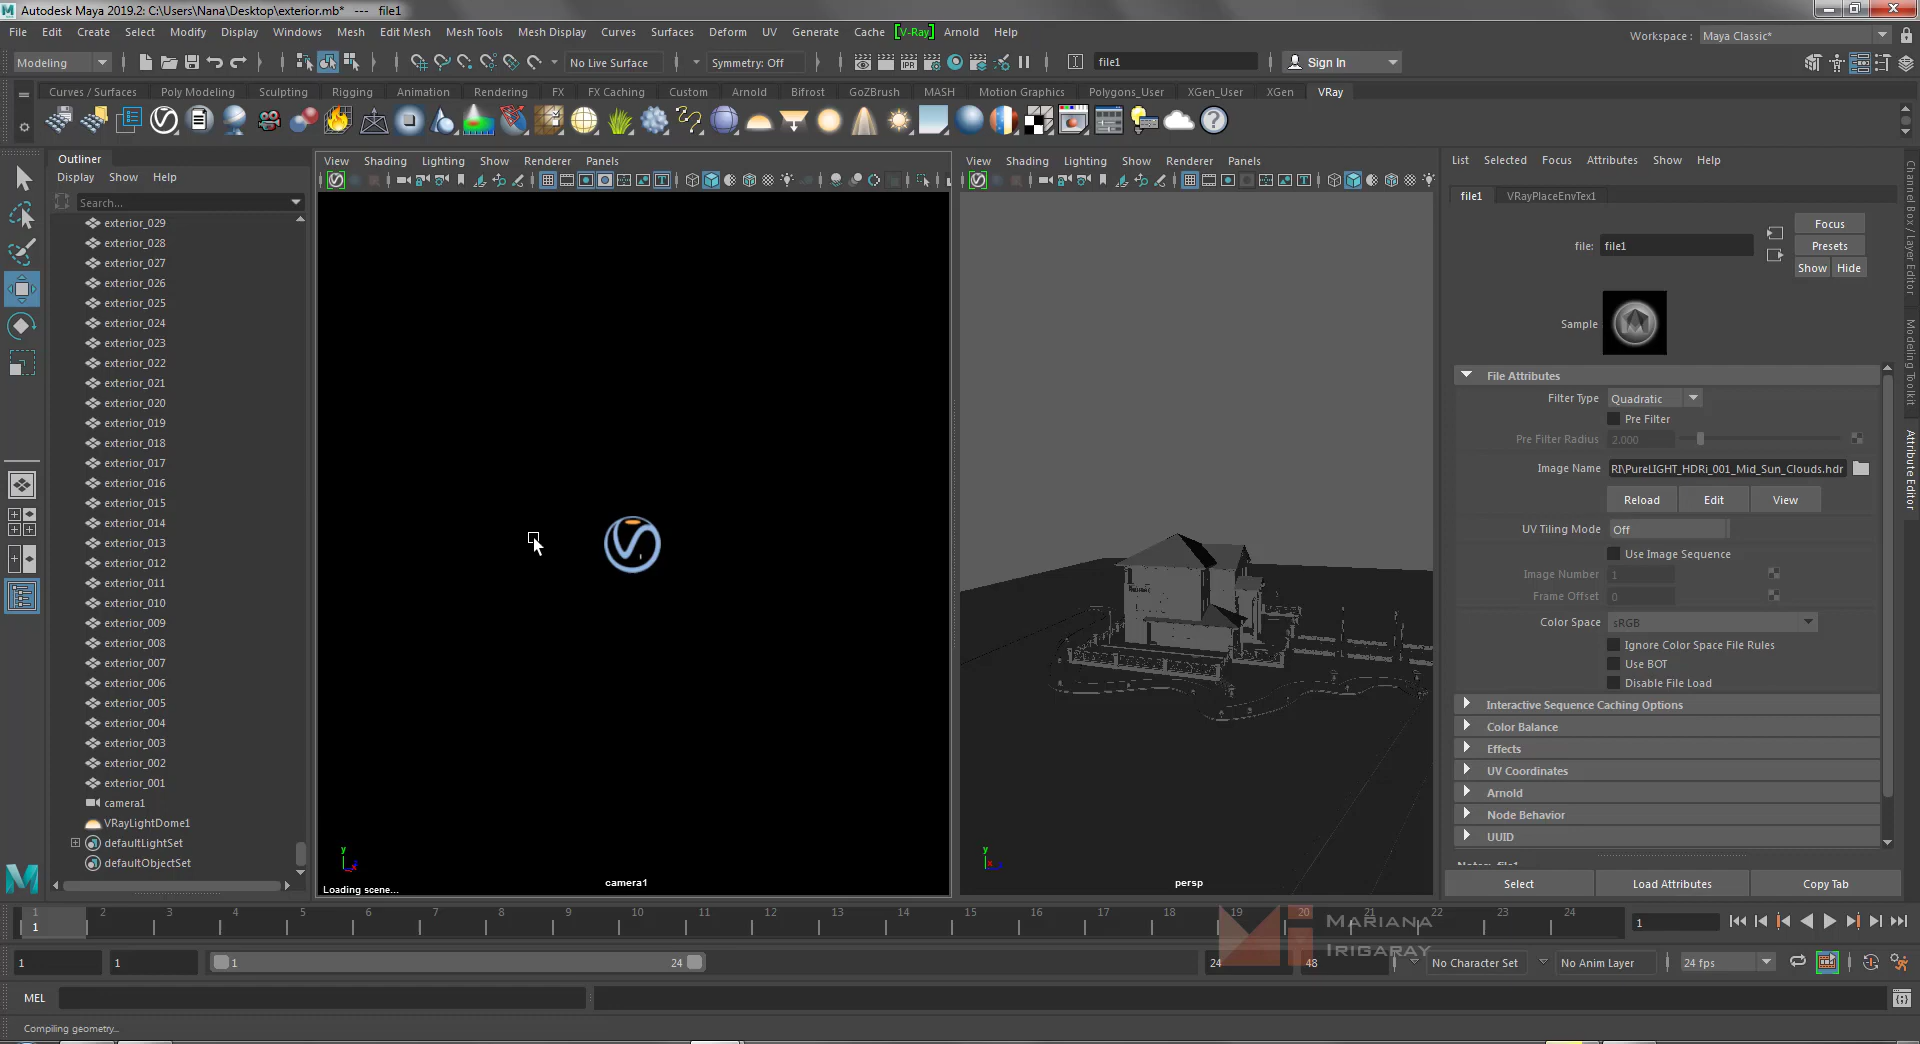 Autodesk Maya 2019.2: C:\Users\Nana\Desktop\exterior.mb* --- file1
File Edit Create Select Modify Display Windows Mesh Edit Mesh Mesh Tools Mesh Display Curves Surfaces Deform UV Generate Cache [V-Ray] Arnold Help
Workspace : Maya Classic*
Modeling No Live Surface Symmetry: Off file1 Sign In
Curves / Surfaces Poly Modeling Sculpting Rigging Animation Rendering FX FX Caching Custom Arnold Bifrost GoZBrush MASH Motion Graphics Polygons_User XGen_User XGen VRay
Outliner
Display Show Help
Search...
exterior_029
exterior_028
exterior_027
exterior_026
exterior_025
exterior_024
exterior_023
exterior_022
exterior_021
exterior_020
exterior_019
exterior_018
exterior_017
exterior_016
exterior_015
exterior_014
exterior_013
exterior_012
exterior_011
exterior_010
exterior_009
exterior_008
exterior_007
exterior_006
exterior_005
exterior_004
exterior_003
exterior_002
exterior_001
camera1
VRayLightDome1
defaultLightSet
defaultObjectSet
View Shading Lighting Show Renderer Panels
y
x
Loading scene...
camera1
View Shading Lighting Show Renderer Panels
y
x
persp
List Selected Focus Attributes Show Help
file1 VRayPlaceEnvTex1
file: file1
Focus
Presets
Show Hide
Sample
File Attributes
Filter Type Quadratic
Pre Filter
Pre Filter Radius 2.000
Image Name RI\PureLIGHT_HDRi_001_Mid_Sun_Clouds.hdr
Reload Edit View
UV Tiling Mode Off
Use Image Sequence
Image Number 1
Frame Offset 0
Color Space sRGB
Ignore Color Space File Rules
Use BOT
Disable File Load
Interactive Sequence Caching Options
Color Balance
Effects
UV Coordinates
Arnold
Node Behavior
UUID
Notes: file1
Select Load Attributes Copy Tab
Channel Box / Layer Editor
Modeling Toolkit
Attribute Editor
1 2 3 4 5 6 7 8 9 10 11 12 13 14 15 16 17 18 19 20 21 22 23 24
1
1
MARIANA
IRIGARAY
1 1 1 24 24 48 No Character Set No Anim Layer 24 fps
MEL
Compiling geometry...